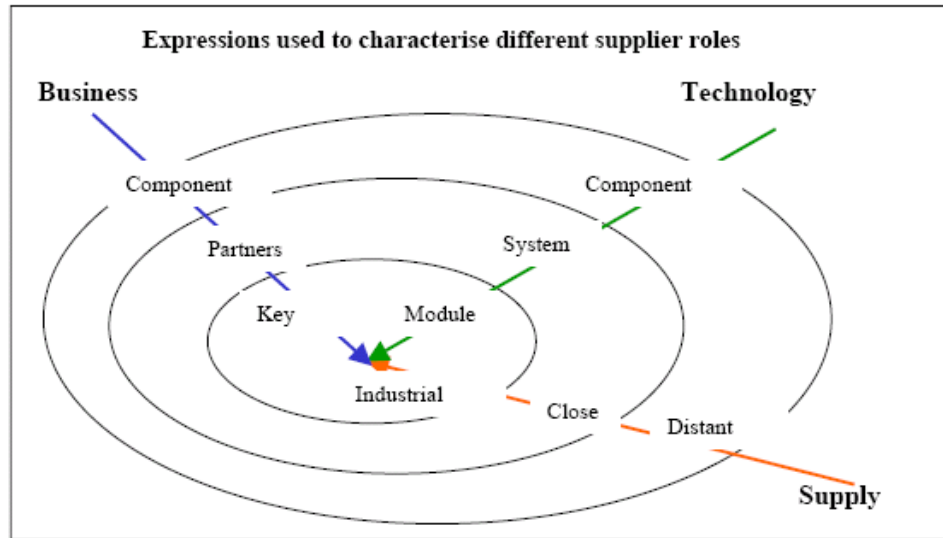 Expressions used to characterise different supplier roles
Business
Technology
Component
Component
Partners
System
Key
Module
Industrial
Close
Distant
Supply